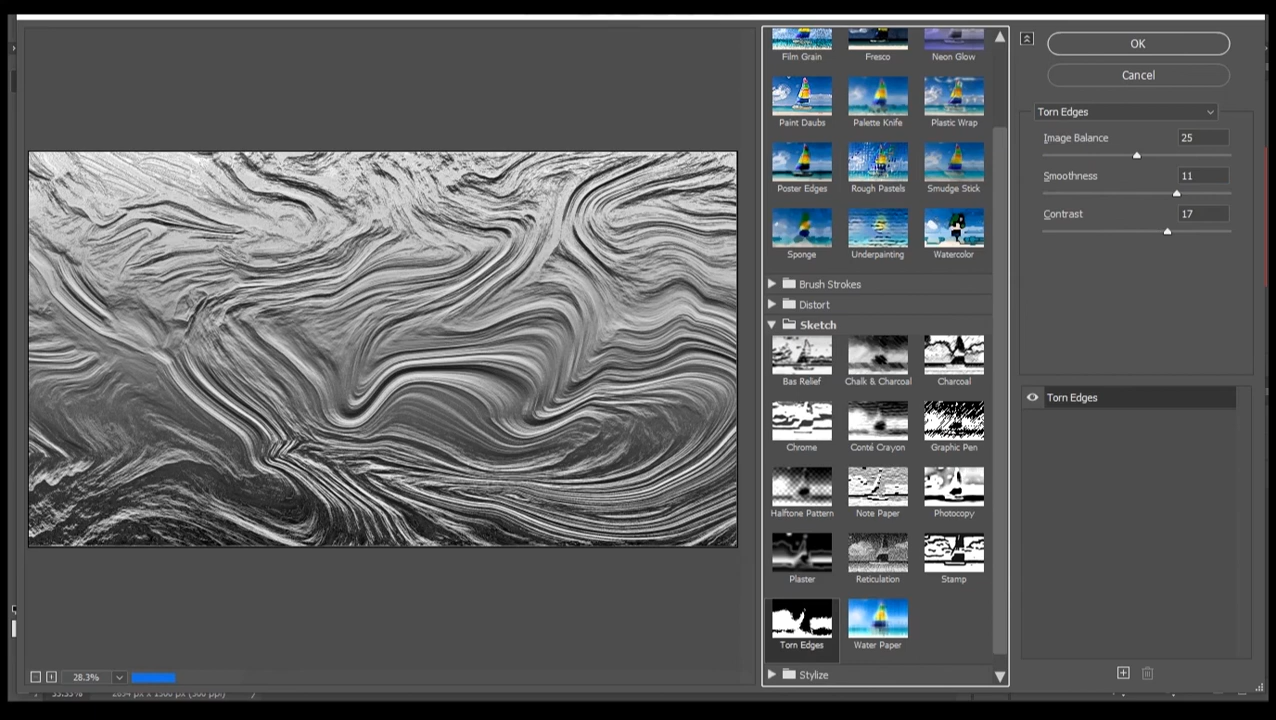 Film Grain Fresco Neon Glow
Paint Daubs Palette Knife Plastic Wrap
Poster Edges Rough Pastels Smudge Stick
Sponge Underpainting Watercolor
Brush Strokes
Distort
Sketch
Bas Relief Chalk & Charcoal Charcoal
Chrome Conté Crayon Graphic Pen
Halftone Pattern Note Paper Photocopy
Plaster Reticulation Stamp
Torn Edges Water Paper
Stylize
OK
Cancel
Torn Edges
Image Balance 25
Smoothness 11
Contrast 17
Torn Edges
28.3%